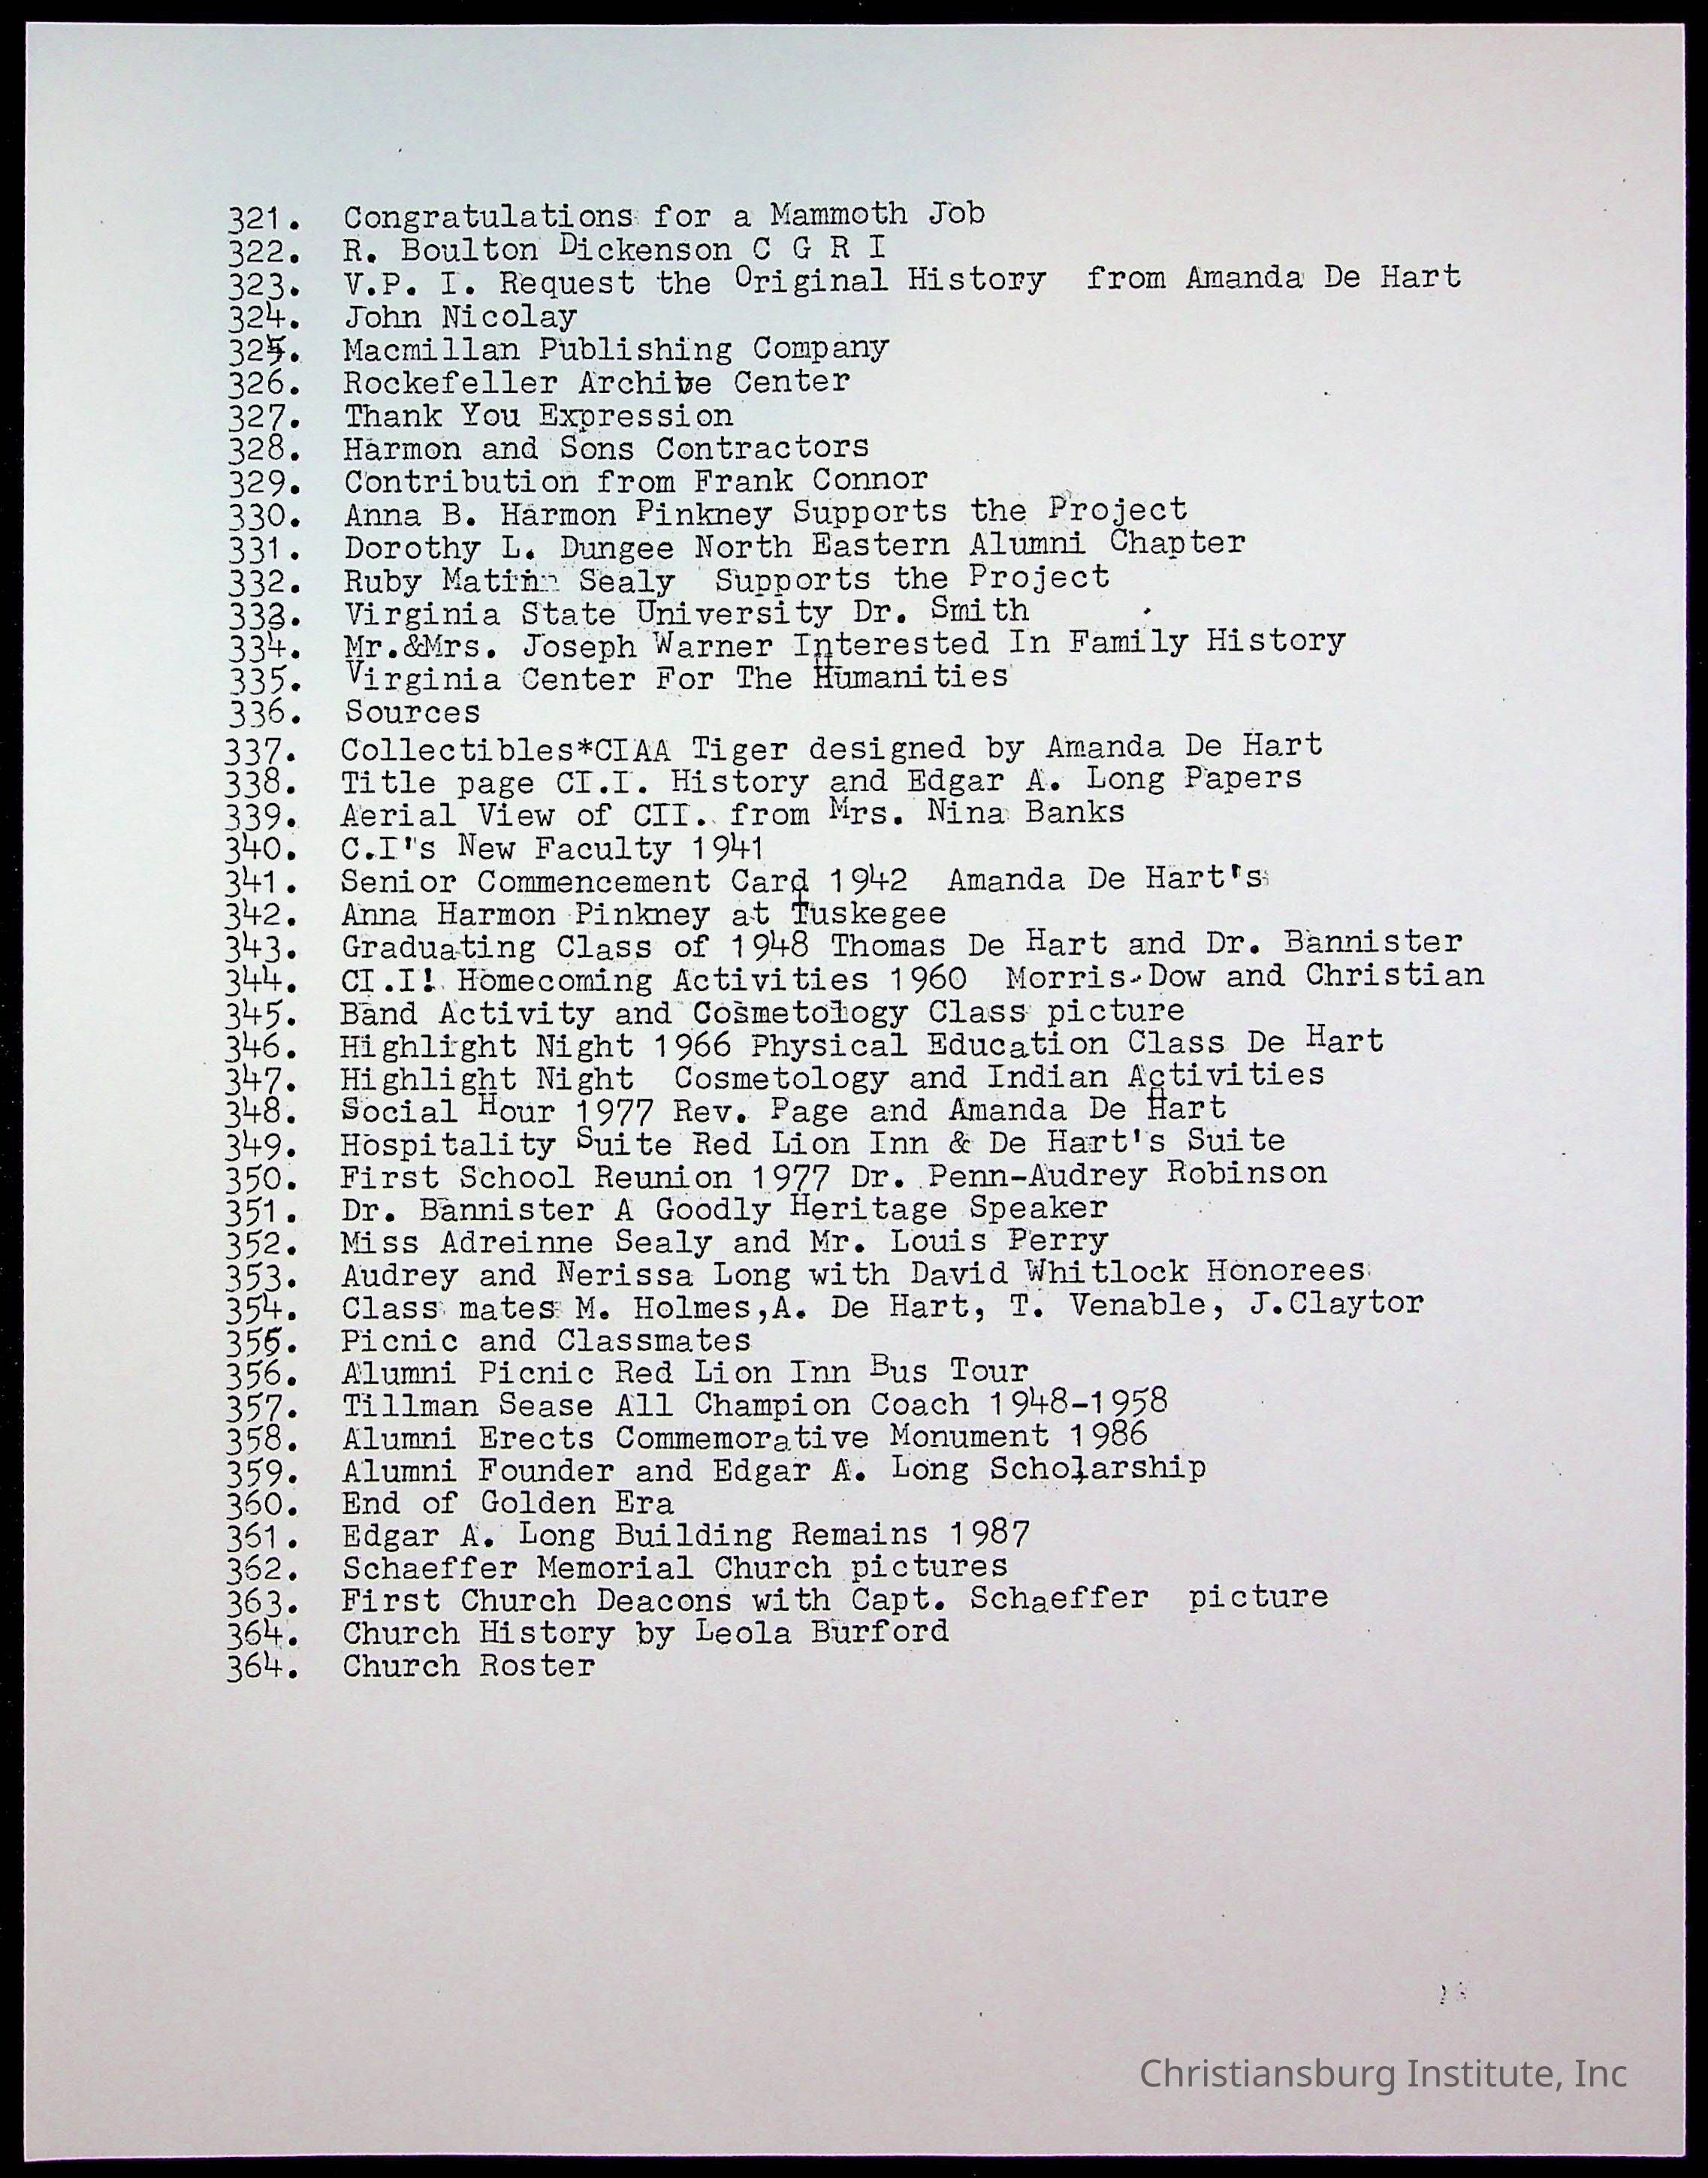 321. Congratulations for a Mammoth Job
322. R. Boulton Dickenson C G R I
323. V.P. I. Request the Original History from Amanda De Hart
324. John Nicolay
325. Macmillan Publishing Company
326. Rockefeller Archive Center
327. Thank You Expression
328. Harmon and Sons Contractors
329. Contribution from Frank Connor
330. Anna B. Harmon Pinkney Supports the Project
331. Dorothy L. Dungee North Eastern Alumni Chapter
332. Ruby Sealy Supports the Project
333. Virginia State University Dr. Smith
334. Mr.&Mrs. Joseph Warner Interested In Family History
335. Virginia Center For The Humanities
336. Sources
337. Collectibles*CIAA Tiger designed by Amanda De Hart
338. Title page CI.I. History and Edgar A. Long Papers
339. Aerial View of CII. from Mrs. Nina Banks
340. C.I's New Faculty 1941
341. Senior Commencement Card 1942 Amanda De Hart's
342. Anna Harmon Pinkney at Tuskegee
343. Graduating Class of 1948 Thomas De Hart and Dr. Bannister
344. CI.I! Homecoming Activities 1960 Morris-Dow and Christian
345. Band Activity and Cosmetology Class picture
346. Highlight Night 1966 Physical Education Class De Hart
347. Highlight Night Cosmetology and Indian Activities
348. Social Hour 1977 Rev. Page and Amanda De Hart
349. Hospitality Suite Red Lion Inn & De Hart's Suite
350. First School Reunion 1977 Dr. Penn-Audrey Robinson
351. Dr. Bannister A Goodly Heritage Speaker
352. Miss Adreinne Sealy and Mr. Louis Perry
353. Audrey and Nerissa Long with David Whitlock Honorees
354. Class mates M. Holmes,A. De Hart, T. Venable, J.Claytor
355. Picnic and Classmates
356. Alumni Picnic Red Lion Inn Bus Tour
357. Tillman Sease All Champion Coach 1948-1958
358. Alumni Erects Commemorative Monument 1986
359. Alumni Founder and Edgar A. Long Scholarship
360. End of Golden Era
361. Edgar A. Long Building Remains 1987
362. Schaeffer Memorial Church pictures
363. First Church Deacons with Capt. Schaeffer picture
364. Church History by Leola Burford
364. Church Roster
Christiansburg Institute, Inc